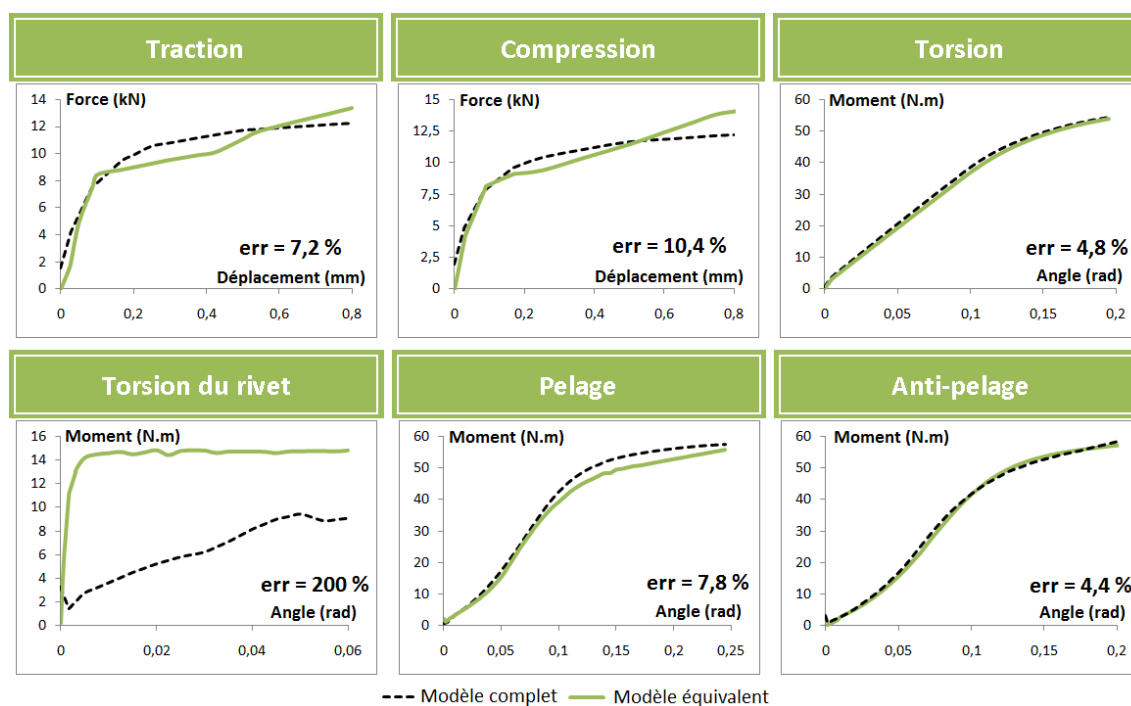 Traction
Compression
Torsion
Force (kN)
14
12
10
8
6
4
2
0
err = 7,2 %
Déplacement (mm)
0 0,2 0,4 0,6 0,8
Force (kN)
15
12,5
10
7,5
5
2,5
0
err = 10,4 %
Déplacement (mm)
0 0,2 0,4 0,6 0,8
Moment (N.m)
60
50
40
30
20
10
0
err = 4,8 %
Angle (rad)
0 0,05 0,1 0,15 0,2
Torsion du rivet
Pelage
Anti-pelage
Moment (N.m)
16
14
12
10
8
6
4
2
0
err = 200 %
Angle (rad)
0 0,02 0,04 0,06
Moment (N.m)
60
50
40
30
20
10
0
err = 7,8 %
Angle (rad)
0 0,05 0,1 0,15 0,2 0,25
Moment (N.m)
60
50
40
30
20
10
0
err = 4,4 %
Angle (rad)
0 0,05 0,1 0,15 0,2
Modèle complet Modèle équivalent